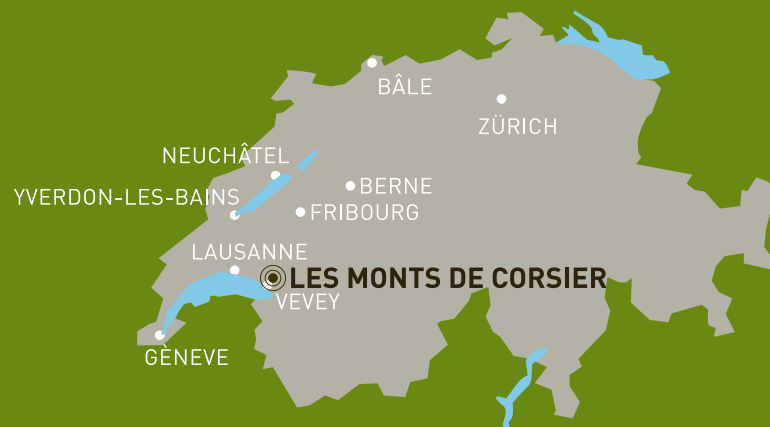 BÂLE
ZÜRICH
NEUCHÂTEL
BERNE
YVERDON-LES-BAINS
FRIBOURG
LAUSANNE
LES MONTS DE CORSIER
VEVEY
GÈNEVE